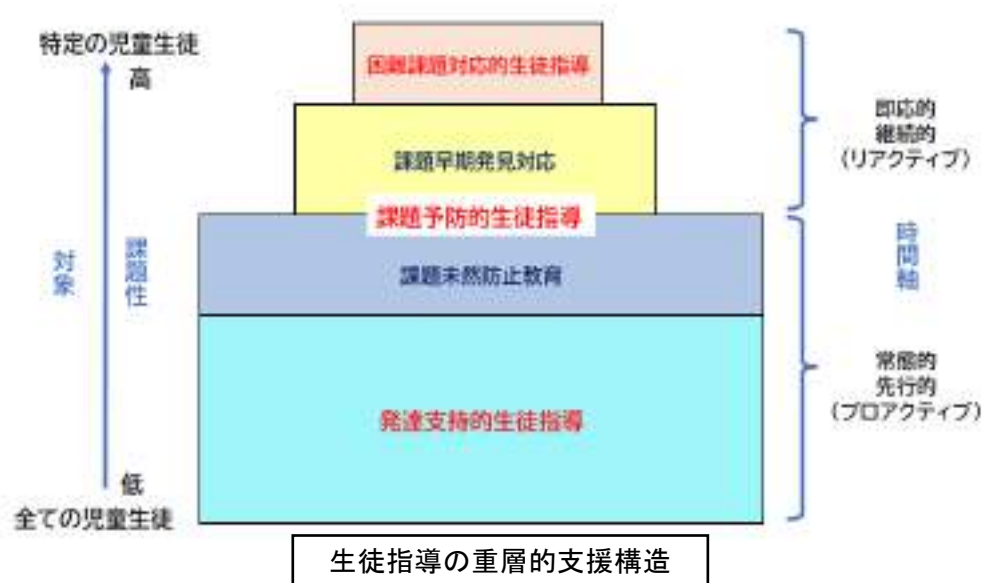 特定の児童生徒
高
困難課題対応的生徒指導
課題早期発見対応
課題予防的生徒指導
課題未然防止教育
発達支持的生徒指導
対象
課題性
低
全ての児童生徒
即応的
継続的
(リアクティブ)
時間軸
常態的
先行的
(プロアクティブ)
生徒指導の重層的支援構造